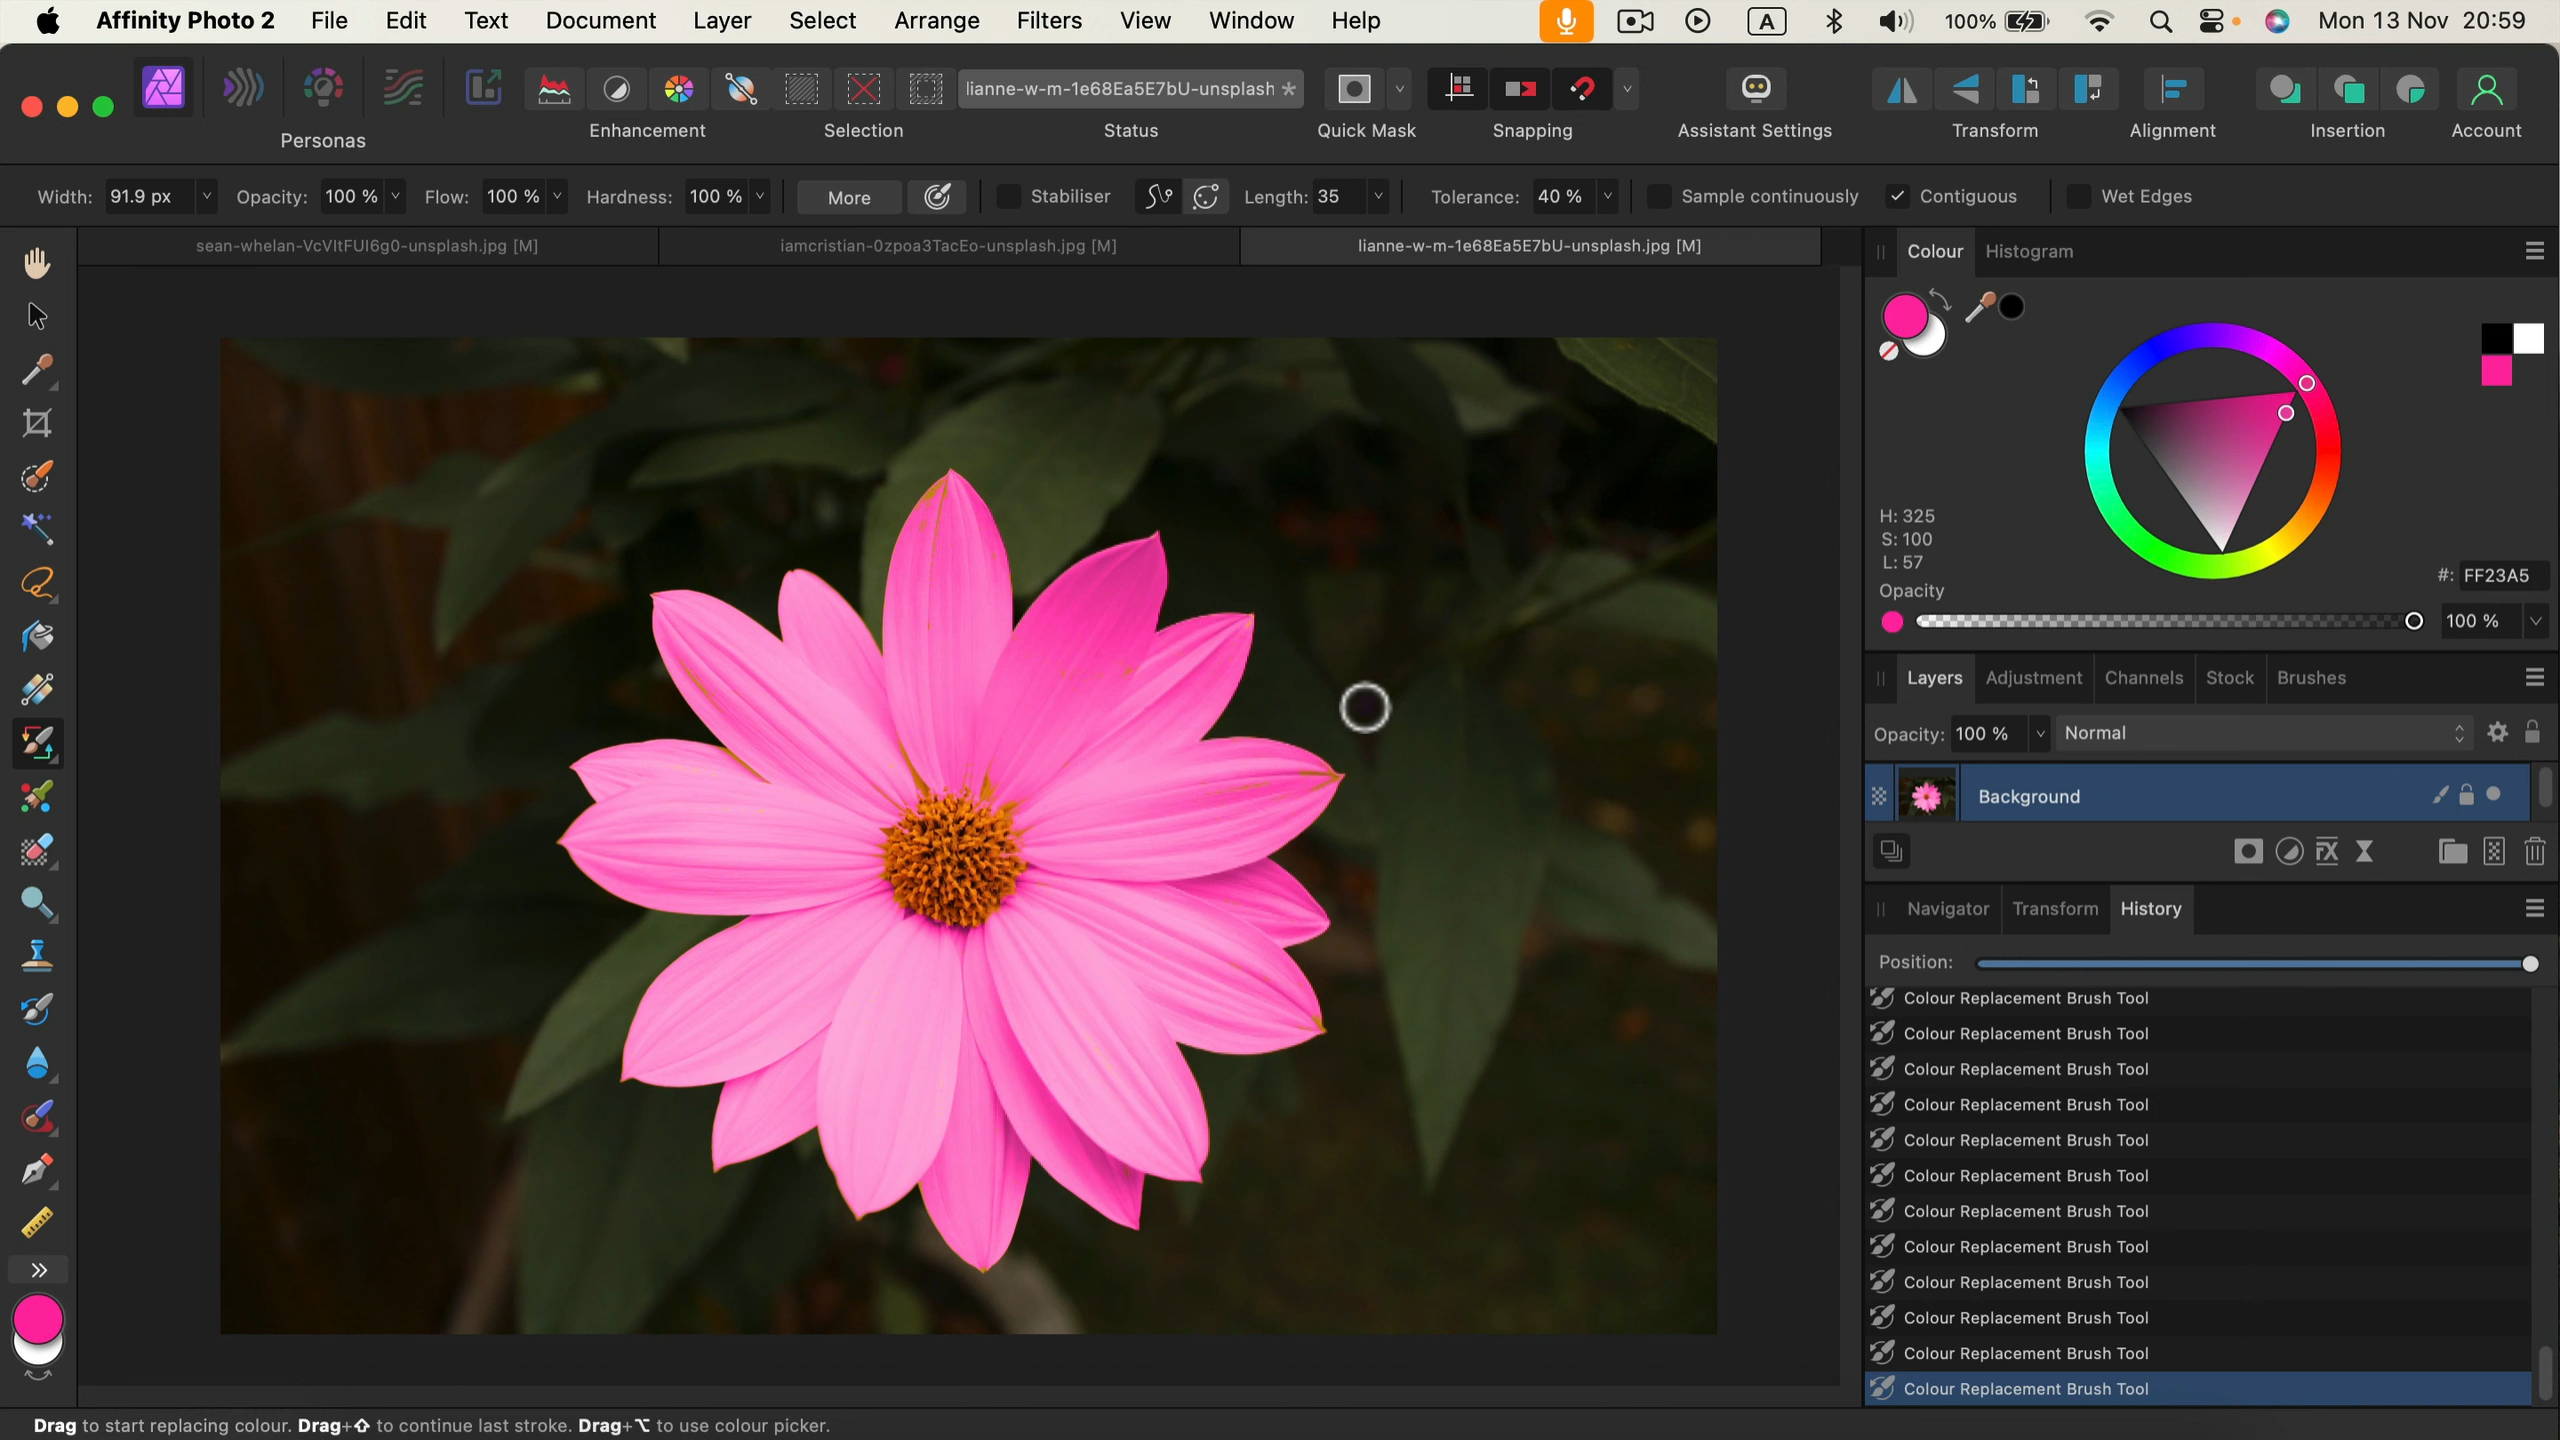 Affinity Photo 2 File Edit Text Document Layer Select Arrange Filters View Window Help A 100% Mon 13 Nov 20:59
lianne-w-m-1e68Ea5E7bU-unsplash *
Personas Enhancement Selection Status Quick Mask Snapping Assistant Settings Transform Alignment Insertion Account
Width: 91.9 px Opacity: 100 % Flow: 100 % Hardness: 100 % More Stabiliser Length: 35 Tolerance: 40 % Sample continuously Contiguous Wet Edges
sean-whelan-VcVItFUI6g0-unsplash.jpg [M] iamcristian-0zpoa3TacEo-unsplash.jpg [M] lianne-w-m-1e68Ea5E7bU-unsplash.jpg [M]
Colour Histogram
H: 325
S: 100
L: 57
#: FF23A5
Opacity
100 %
Layers Adjustment Channels Stock Brushes
Opacity: 100 % Normal
Background
FX
Navigator Transform History
Position:
Colour Replacement Brush Tool
Colour Replacement Brush Tool
Colour Replacement Brush Tool
Colour Replacement Brush Tool
Colour Replacement Brush Tool
Colour Replacement Brush Tool
Colour Replacement Brush Tool
Colour Replacement Brush Tool
Colour Replacement Brush Tool
Colour Replacement Brush Tool
Colour Replacement Brush Tool
Colour Replacement Brush Tool
Drag to start replacing colour. Drag+⇧ to continue last stroke. Drag+⌥ to use colour picker.